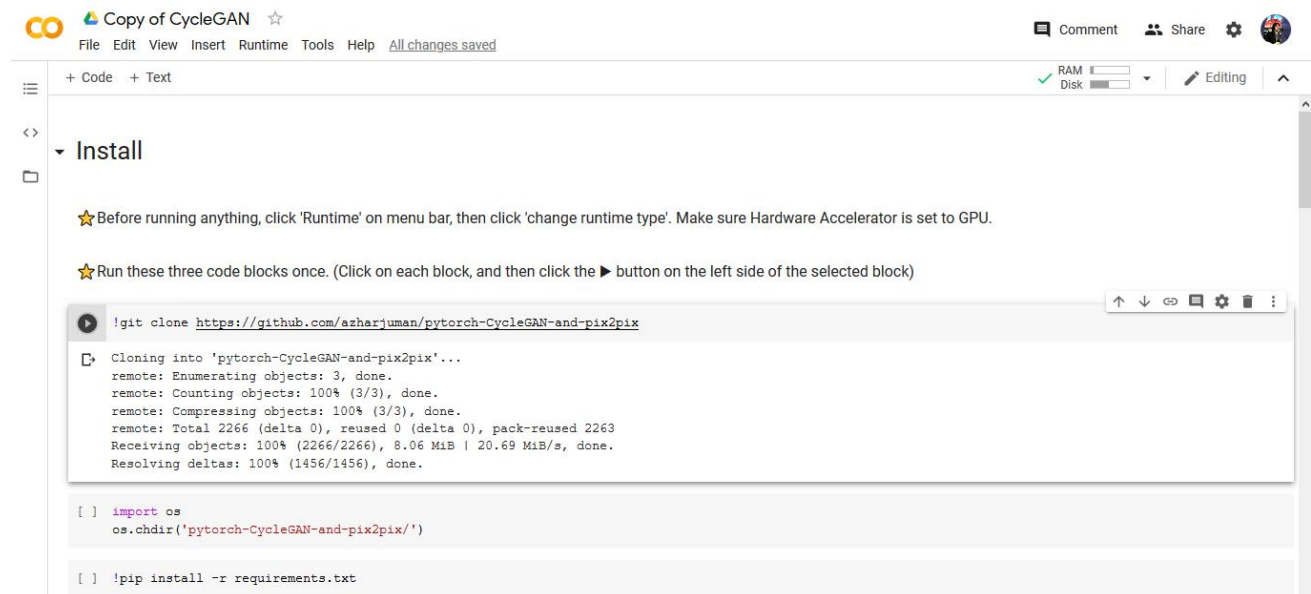 Copy of CycleGAN
Comment Share
File Edit View Insert Runtime Tools Help All changes saved
+ Code + Text
RAM
Disk
Editing
Install
Before running anything, click 'Runtime' on menu bar, then click 'change runtime type'. Make sure Hardware Accelerator is set to GPU.
Run these three code blocks once. (Click on each block, and then click the ▶ button on the left side of the selected block)
!git clone https://github.com/azharjuman/pytorch-CycleGAN-and-pix2pix
Cloning into 'pytorch-CycleGAN-and-pix2pix'...
remote: Enumerating objects: 3, done.
remote: Counting objects: 100% (3/3), done.
remote: Compressing objects: 100% (3/3), done.
remote: Total 2266 (delta 0), reused 0 (delta 0), pack-reused 2263
Receiving objects: 100% (2266/2266), 8.06 MiB | 20.69 MiB/s, done.
Resolving deltas: 100% (1456/1456), done.
[ ] import os
os.chdir('pytorch-CycleGAN-and-pix2pix/')
[ ] !pip install -r requirements.txt